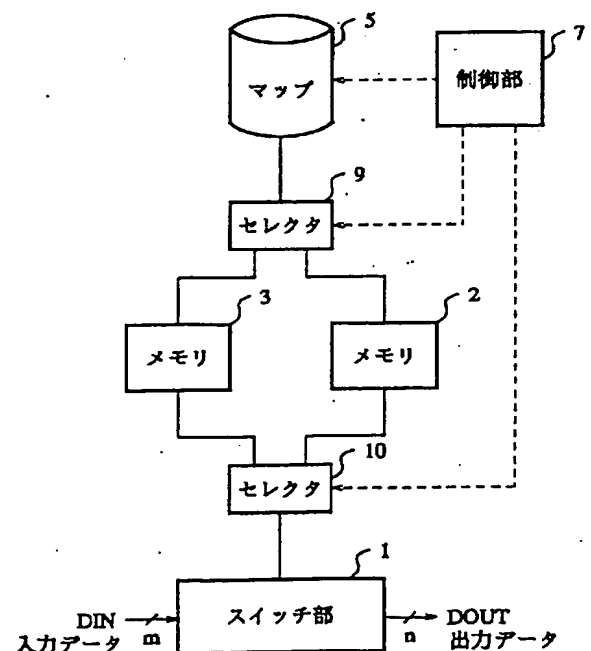 5
7
マップ
制御部
9
セレクタ
3
2
メモリ
メモリ
10
セレクタ
1
DIN
スイッチ部
DOUT
入力データ
m
n
出力データ